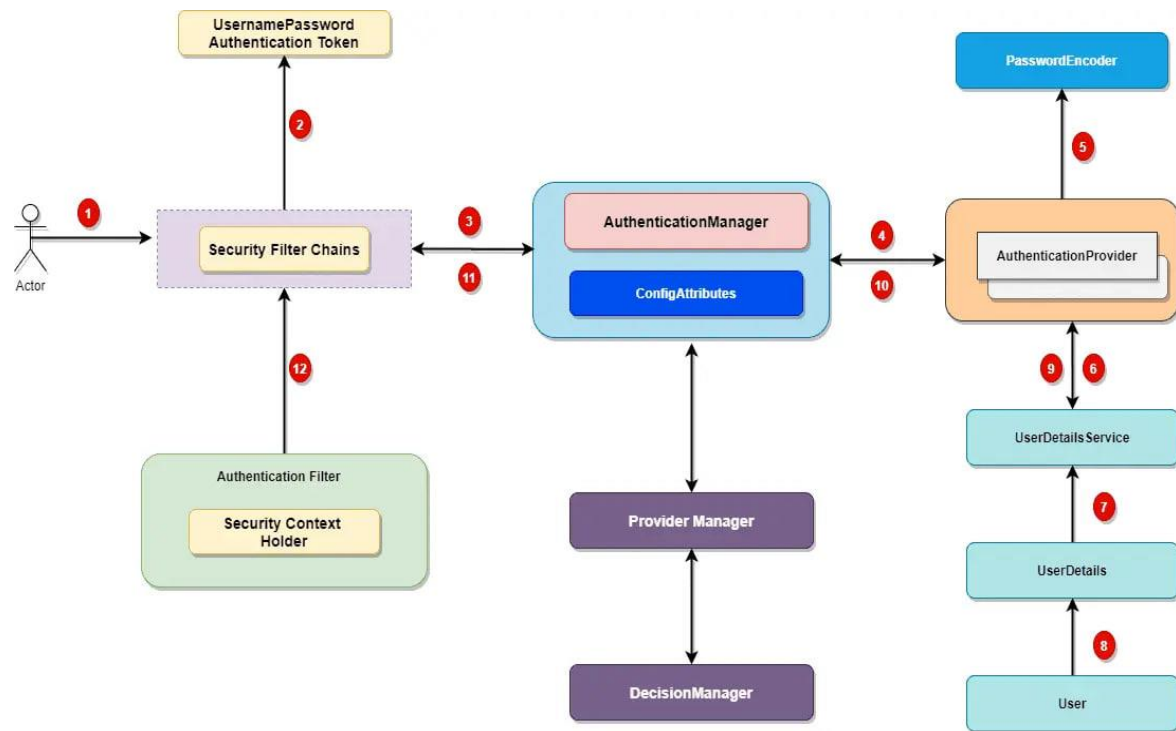 UsernamePassword
Authentication Token
PasswordEncoder
2
5
1
3
4
AuthenticationManager
Security Filter Chains
AuthenticationProvider
Actor
11
10
ConfigAttributes
12
9
6
UserDetailsService
Authentication Filter
7
Security Context
Holder
Provider Manager
UserDetails
8
DecisionManager
User